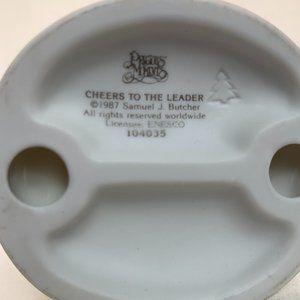 Precious
Moments
CHEERS TO THE LEADER
©1987 Samuel J. Butcher
All rights reserved worldwide
Licensee: ENESCO
104035